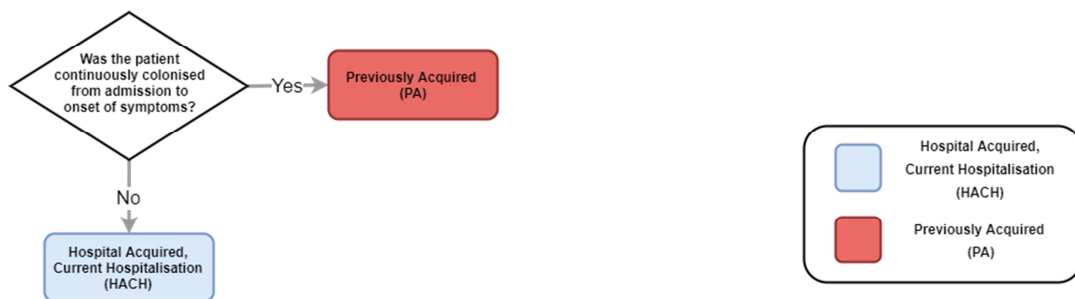 Was the patient
continuously colonised
from admission to
onset of symptoms?
Yes
Previously Acquired
(PA)
No
Hospital Acquired,
Current Hospitalisation
(HACH)
Hospital Acquired,
Current Hospitalisation
(HACH)
Previously Acquired
(PA)